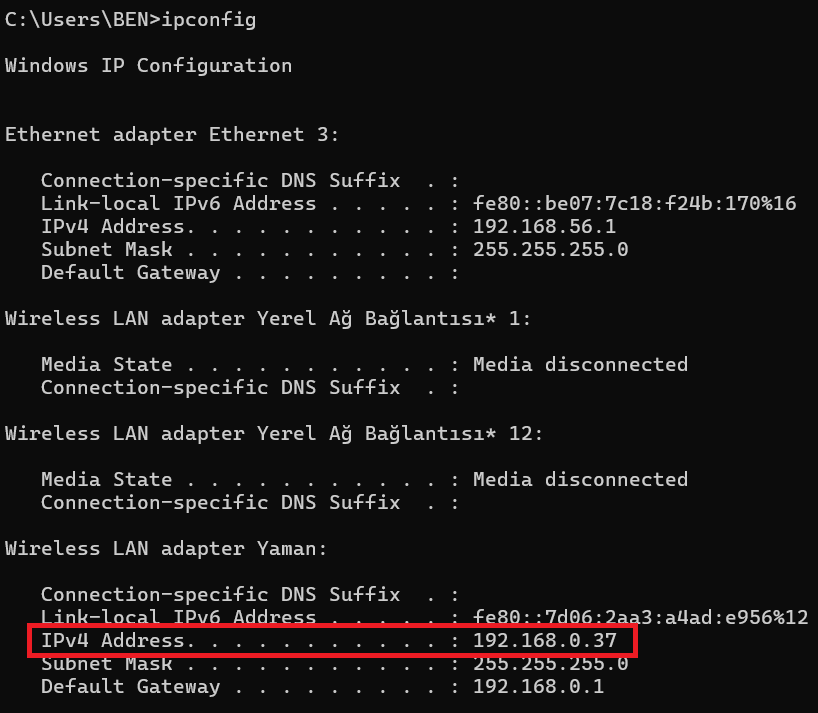 C:\Users\BEN>ipconfig
Windows IP Configuration
Ethernet adapter Ethernet 3:
   Connection-specific DNS Suffix  . :
   Link-local IPv6 Address . . . . . : fe80::be07:7c18:f24b:170%16
   IPv4 Address. . . . . . . . . . . : 192.168.56.1
   Subnet Mask . . . . . . . . . . . : 255.255.255.0
   Default Gateway . . . . . . . . . :
Wireless LAN adapter Yerel Ağ Bağlantısı* 1:
   Media State . . . . . . . . . . . : Media disconnected
   Connection-specific DNS Suffix  . :
Wireless LAN adapter Yerel Ağ Bağlantısı* 12:
   Media State . . . . . . . . . . . : Media disconnected
   Connection-specific DNS Suffix  . :
Wireless LAN adapter Yaman:
   Connection-specific DNS Suffix  . :
   Link-local IPv6 Address . . . . . : fe80::7d06:2aa3:a4ad:e956%12
   IPv4 Address. . . . . . . . . . . : 192.168.0.37
   Subnet Mask . . . . . . . . . . . : 255.255.255.0
   Default Gateway . . . . . . . . . : 192.168.0.1